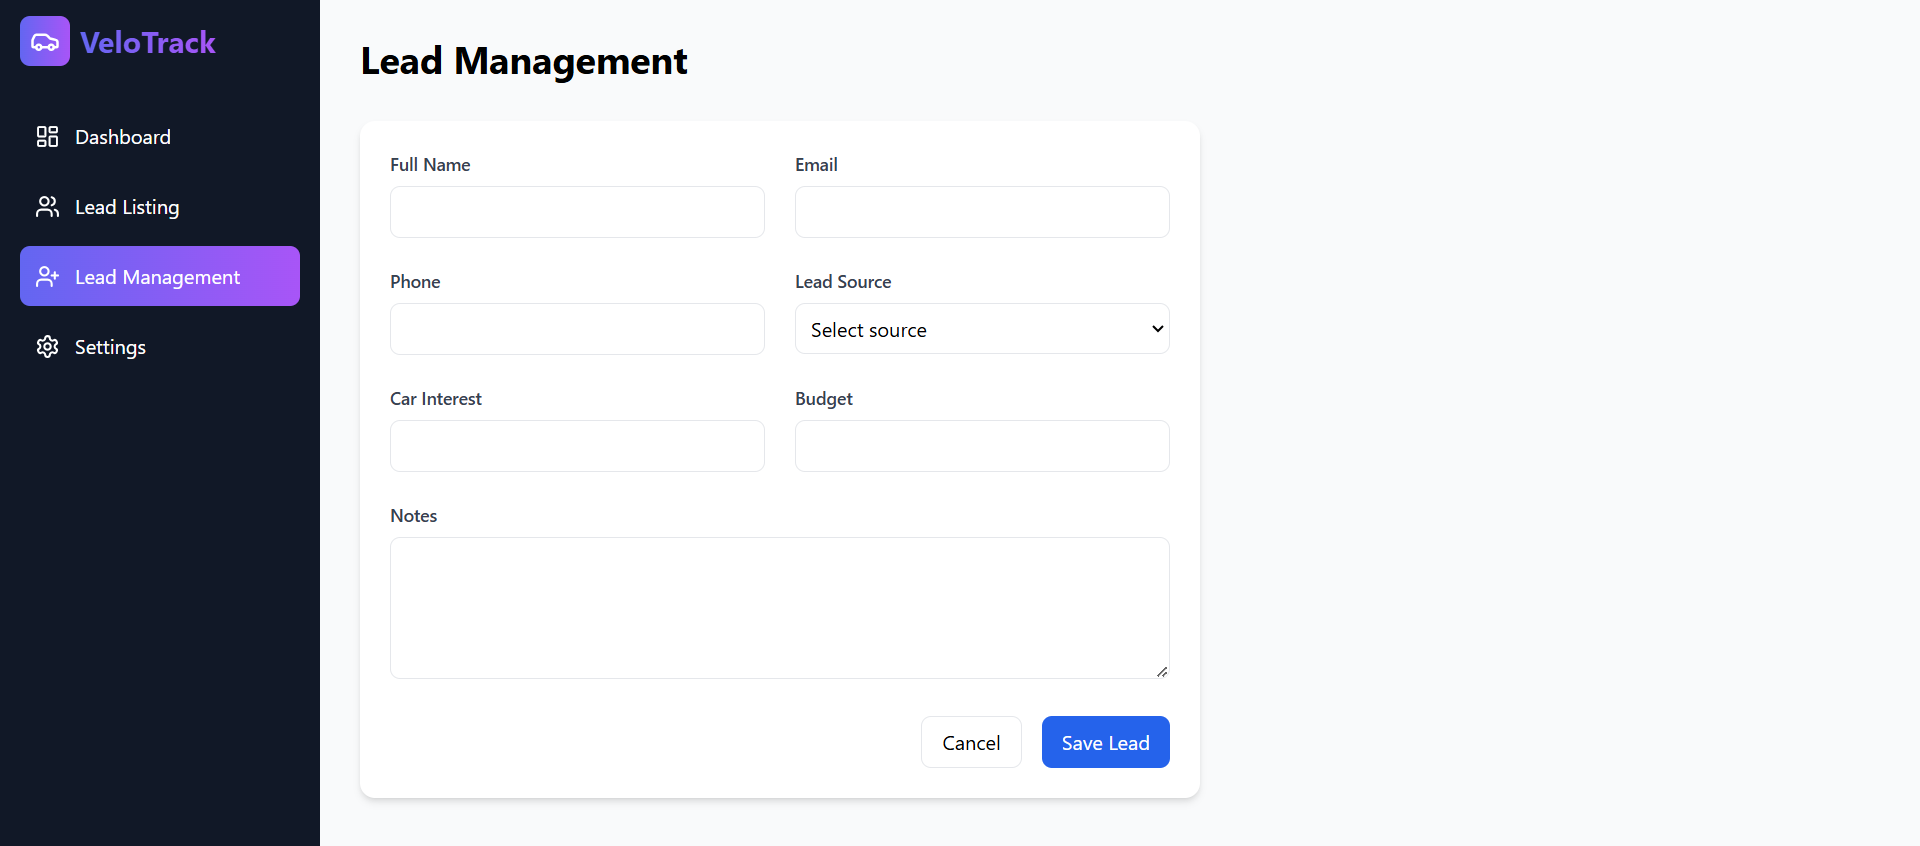 VeloTrack
Dashboard
Lead Listing
Lead Management
Settings
Lead Management
Full Name
Email
Phone
Lead Source
Select source
Car Interest
Budget
Notes
Cancel
Save Lead